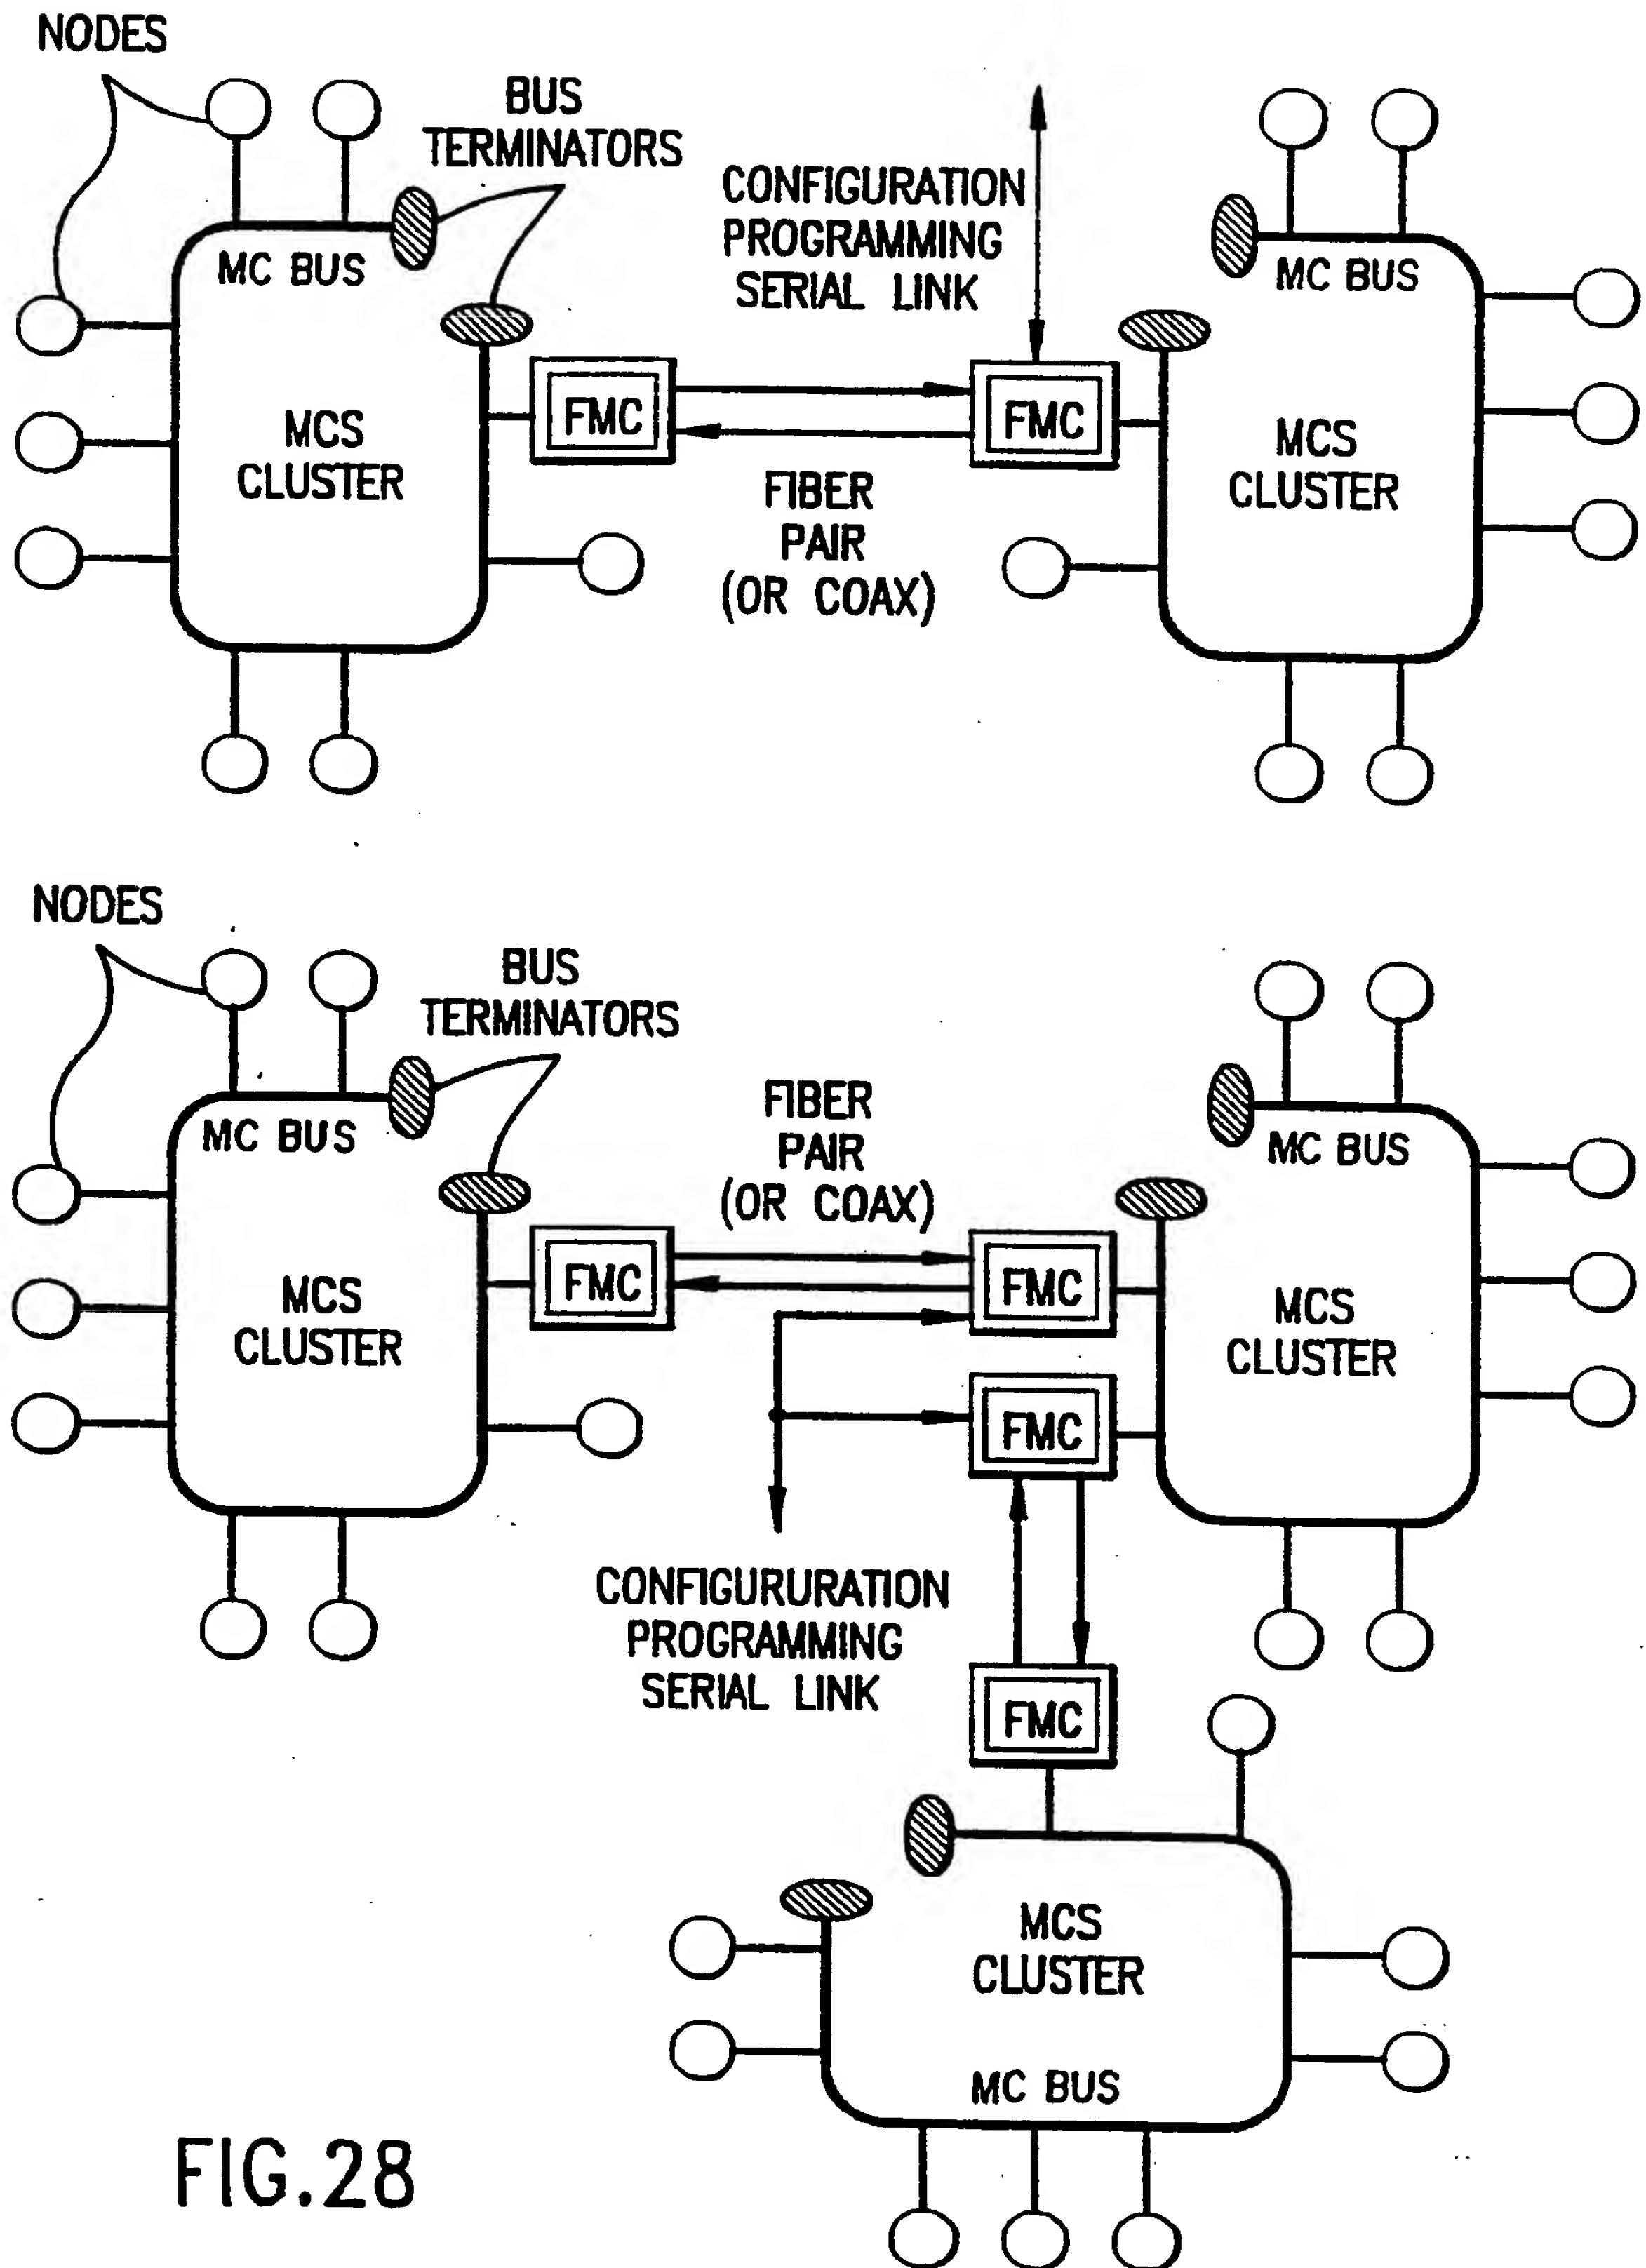 NODES
BUS
TERMINATORS
CONFIGURATION
PROGRAMMING
SERIAL LINK
MC BUS
MC BUS
MCS
CLUSTER
FMC
FMC
MCS
CLUSTER
FIBER
PAIR
(OR COAX)
NODES
BUS
TERMINATORS
FIBER
PAIR
(OR COAX)
MC BUS
MC BUS
MCS
CLUSTER
FMC
FMC
MCS
CLUSTER
FMC
CONFIGURURATION
PROGRAMMING
SERIAL LINK
FMC
MCS
CLUSTER
MC BUS
FIG.28